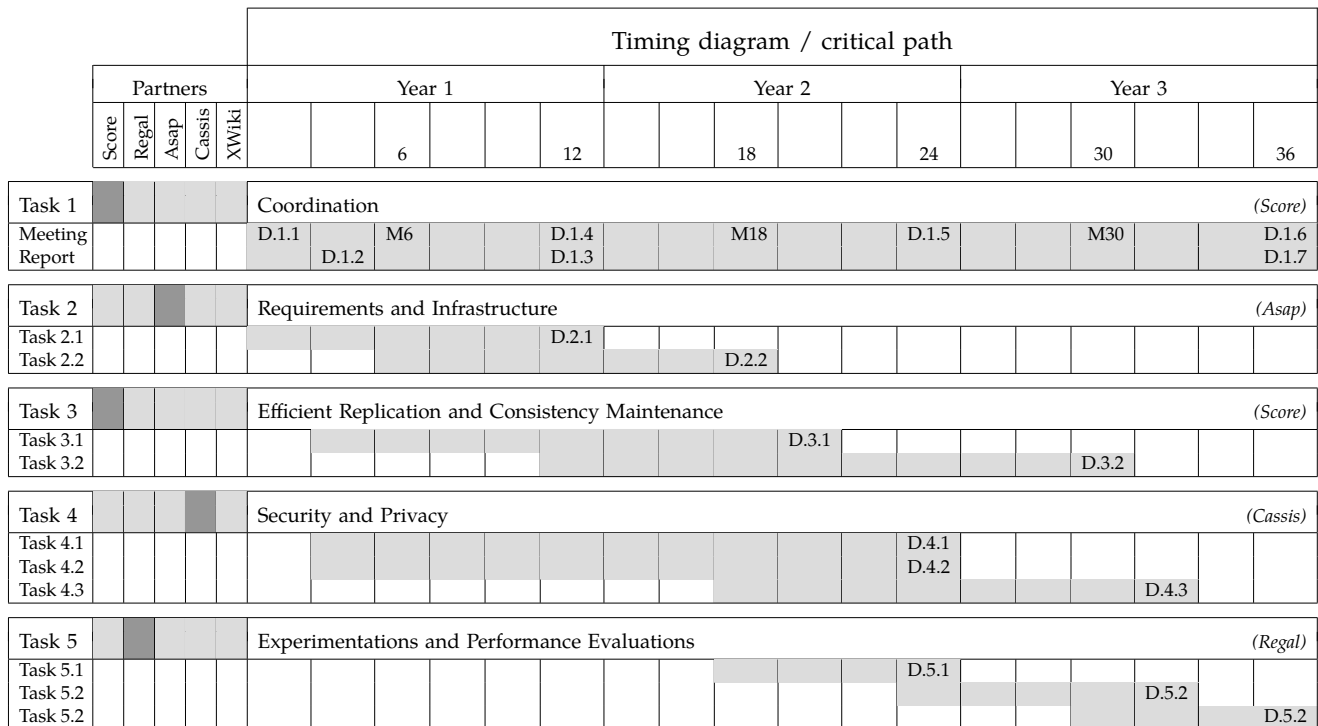 Timing diagram / critical path
Partners Year 1 Year 2 Year 3
Score Regal Asap Cassis XWiki 6 12 18 24 30 36
Task 1 Coordination (Score)
Meeting D.1.1 M6 D.1.4 M18 D.1.5 M30 D.1.6
Report D.1.2 D.1.3 D.1.7
Task 2 Requirements and Infrastructure (Asap)
Task 2.1 D.2.1
Task 2.2 D.2.2
Task 3 Efficient Replication and Consistency Maintenance (Score)
Task 3.1 D.3.1
Task 3.2 D.3.2
Task 4 Security and Privacy (Cassis)
Task 4.1 D.4.1
Task 4.2 D.4.2
Task 4.3 D.4.3
Task 5 Experimentations and Performance Evaluations (Regal)
Task 5.1 D.5.1
Task 5.2 D.5.2
Task 5.2 D.5.2